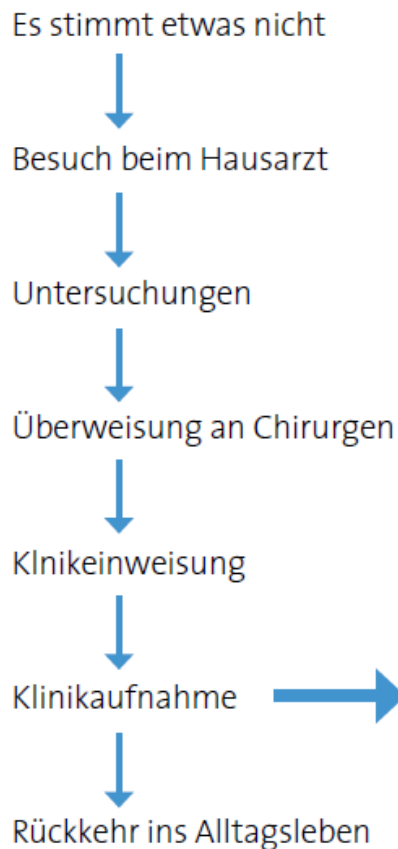 Es stimmt etwas nicht
Besuch beim Hausarzt
Untersuchungen
Überweisung an Chirurgen
Klnikeinweisung
Klinikaufnahme
Rückkehr ins Alltagsleben